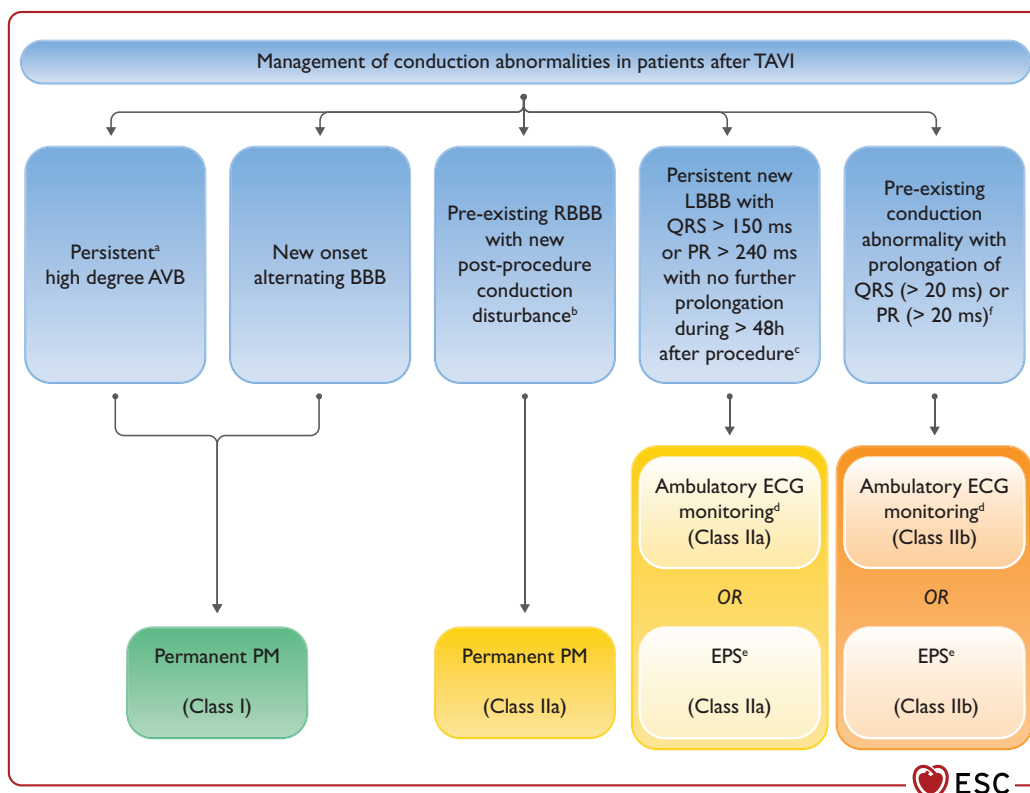 Management of conduction abnormalities in patients after TAVI
Persistentᵃ
high degree AVB
New onset
alternating BBB
Pre-existing RBBB
with new
post-procedure
conduction
disturbanceᵇ
Persistent new
LBBB with
QRS > 150 ms
or PR > 240 ms
with no further
prolongation
during > 48h
after procedureᶜ
Pre-existing
conduction
abnormality with
prolongation of
QRS (> 20 ms) or
PR (> 20 ms)ᶠ
Permanent PM
(Class I)
Permanent PM
(Class IIa)
Ambulatory ECG
monitoringᵈ
(Class IIa)
OR
EPSᵉ
(Class IIa)
Ambulatory ECG
monitoringᵈ
(Class IIb)
OR
EPSᵉ
(Class IIb)
ESC